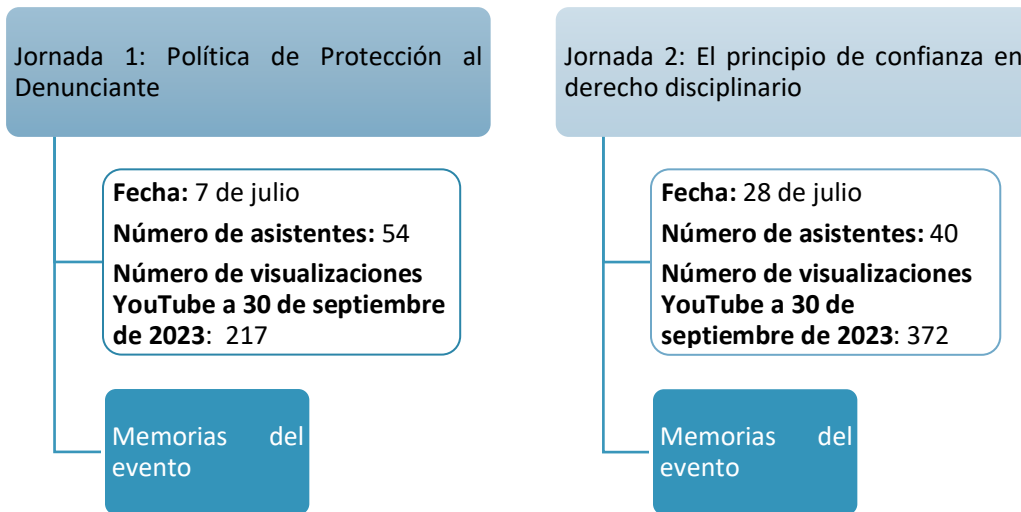 Jornada 1: Política de Protección al
Denunciante
Fecha: 7 de julio
Número de asistentes: 54
Número de visualizaciones
YouTube a 30 de septiembre
de 2023: 217
Memorias del
evento
Jornada 2: El principio de confianza en
derecho disciplinario
Fecha: 28 de julio
Número de asistentes: 40
Número de visualizaciones
YouTube a 30 de
septiembre de 2023: 372
Memorias del
evento